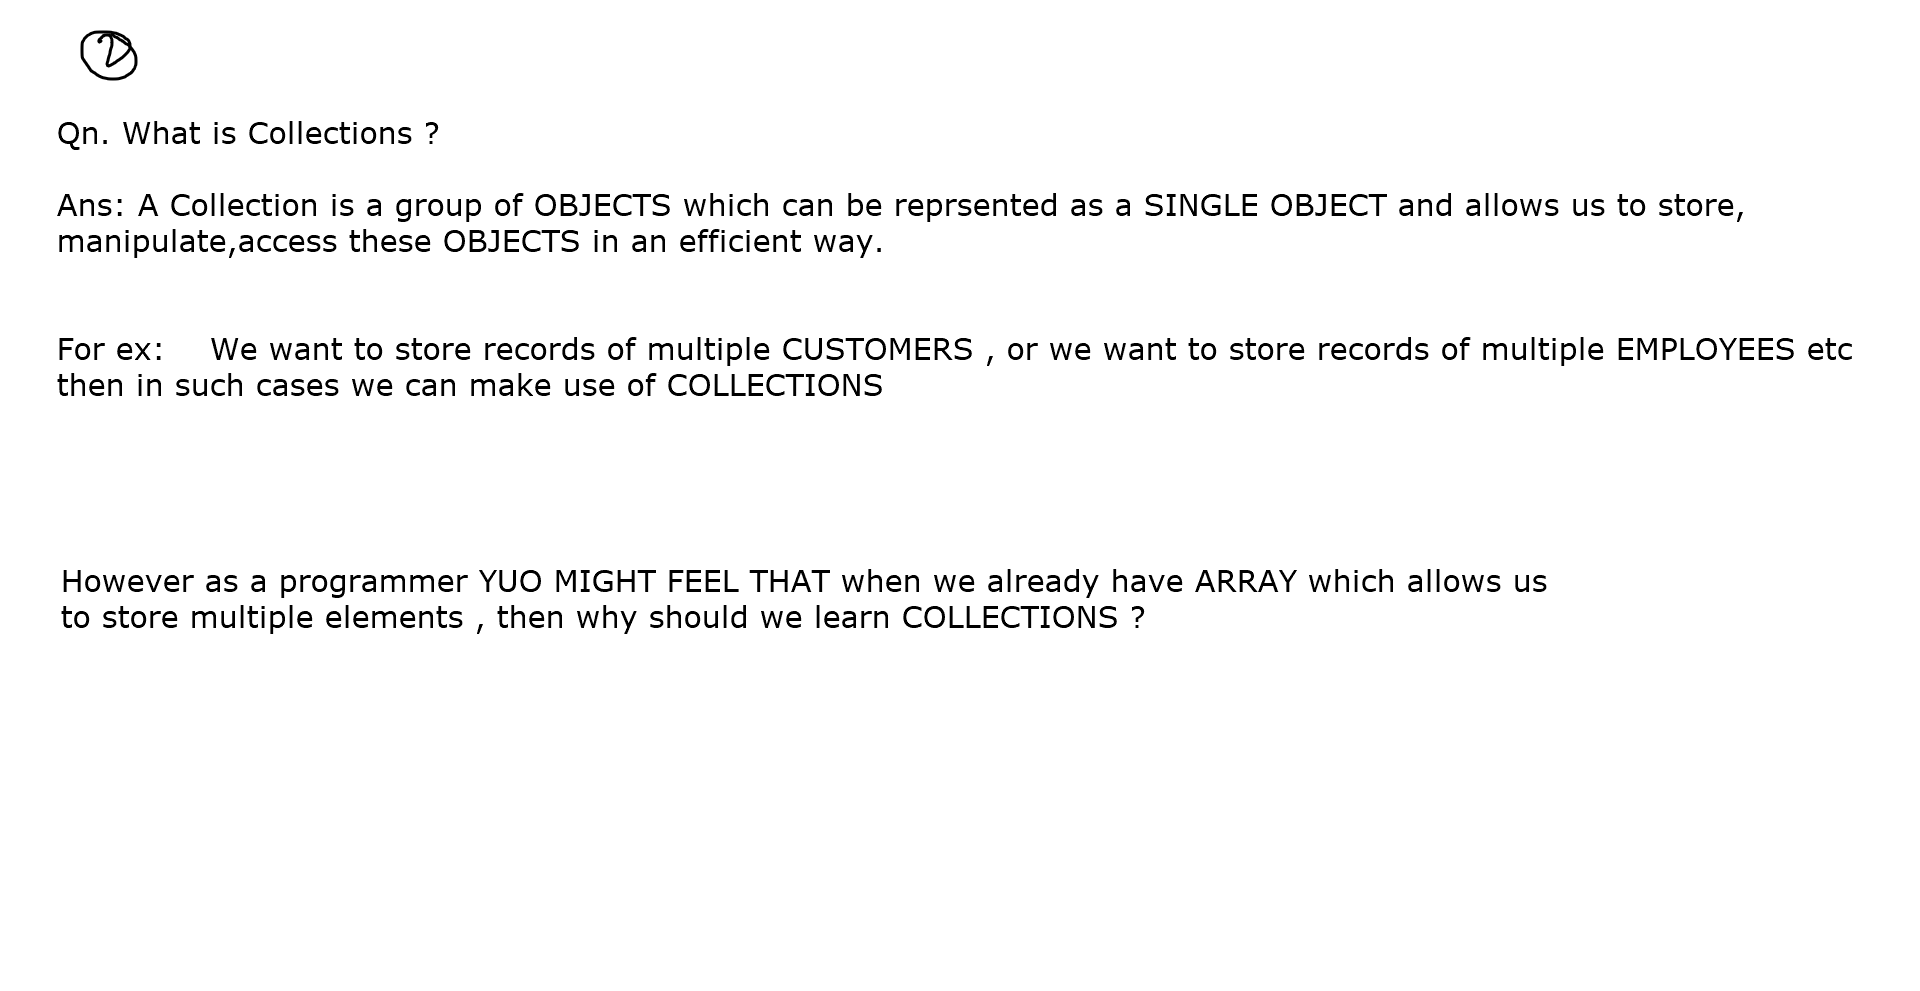 2
Qn. What is Collections ?
Ans: A Collection is a group of OBJECTS which can be reprsented as a SINGLE OBJECT and allows us to store,
manipulate,access these OBJECTS in an efficient way.
For ex: We want to store records of multiple CUSTOMERS , or we want to store records of multiple EMPLOYEES etc
then in such cases we can make use of COLLECTIONS
However as a programmer YUO MIGHT FEEL THAT when we already have ARRAY which allows us
to store multiple elements , then why should we learn COLLECTIONS ?